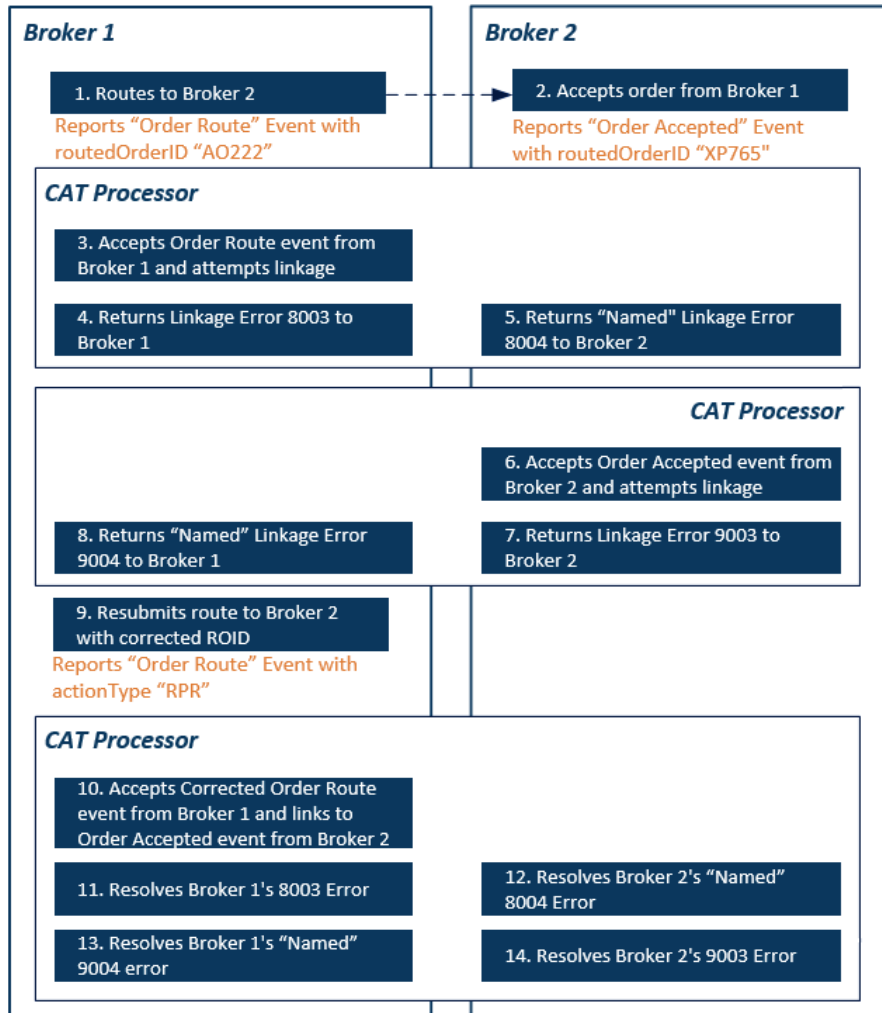 Broker 1
Broker 2
1. Routes to Broker 2
2. Accepts order from Broker 1
Reports “Order Route” Event with
routedOrderID “AO222”
Reports “Order Accepted” Event
with routedOrderID “XP765"
CAT Processor
3. Accepts Order Route event from
Broker 1 and attempts linkage
4. Returns Linkage Error 8003 to
Broker 1
5. Returns “Named" Linkage Error
8004 to Broker 2
CAT Processor
6. Accepts Order Accepted event from
Broker 2 and attempts linkage
8. Returns “Named” Linkage Error
9004 to Broker 1
7. Returns Linkage Error 9003 to
Broker 2
9. Resubmits route to Broker 2
with corrected ROID
Reports “Order Route” Event with
actionType “RPR”
CAT Processor
10. Accepts Corrected Order Route
event from Broker 1 and links to
Order Accepted event from Broker 2
11. Resolves Broker 1's 8003 Error
12. Resolves Broker 2's “Named”
8004 Error
13. Resolves Broker 1's “Named”
9004 error
14. Resolves Broker 2's 9003 Error